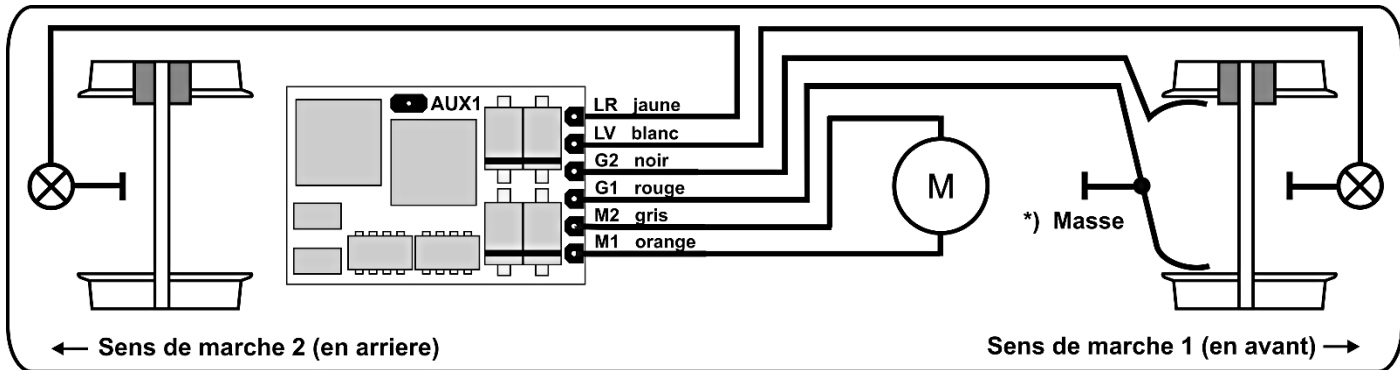 AUX1
LR jaune
LV blanc
G2 noir
G1 rouge
M2 gris
M1 orange
M
*) Masse
← Sens de marche 2 (en arriere)
Sens de marche 1 (en avant) →